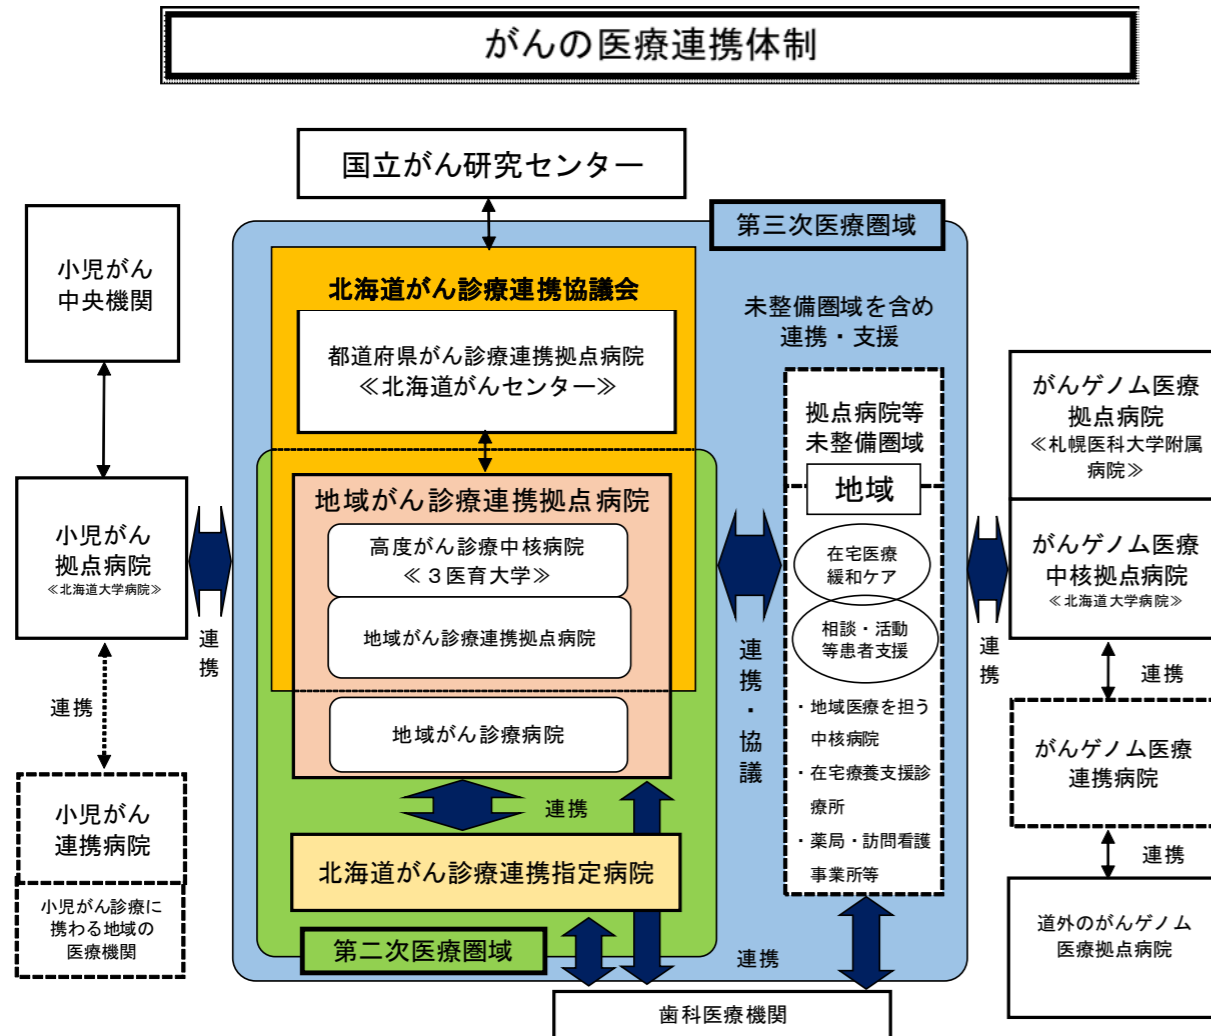 がんの医療連携体制
国立がん研究センター
第三次医療圏域
小児がん
中央機関
北海道がん診療連携協議会
未整備圏域を含め
連携・支援
都道府県がん診療連携拠点病院
≪北海道がんセンター≫
がんゲノム医療
拠点病院
≪札幌医科大学附属
病院≫
拠点病院等
未整備圏域
地域
地域がん診療連携拠点病院
小児がん
拠点病院
≪北海道大学病院≫
高度がん診療中核病院
≪３医育大学≫
在宅医療
緩和ケア
がんゲノム医療
中核拠点病院
≪北海道大学病院≫
地域がん診療連携拠点病院
相談・活動
等患者支援
連携
連携・協議
連携
連携
連携
地域がん診療病院
・地域医療を担う
中核病院
・在宅療養支援診
療所
・薬局・訪問看護
事業所等
がんゲノム医療
連携病院
連携
小児がん
連携病院
連携
北海道がん診療連携指定病院
小児がん診療に
携わる地域の
医療機関
道外のがんゲノム
医療拠点病院
第二次医療圏域
連携
歯科医療機関